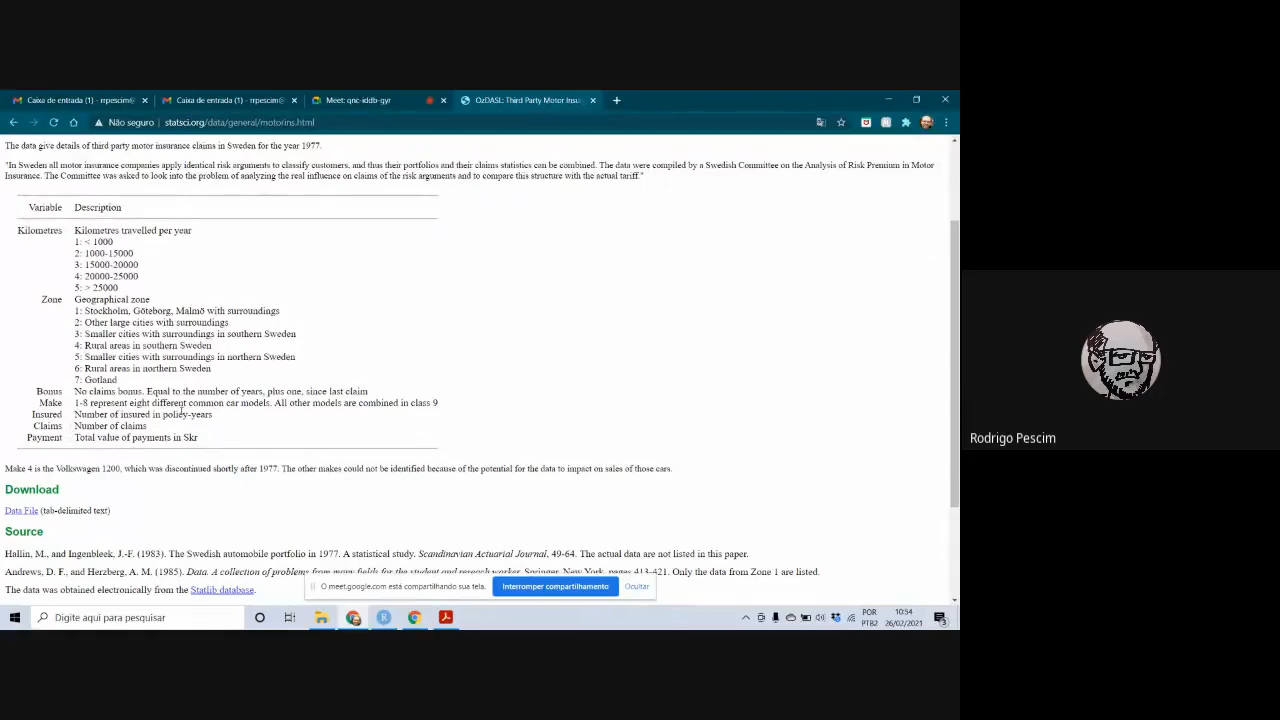 Caixa de entrada (1) - rrpescim@
Caixa de entrada (1) - rrpescim@
Meet: qnc-iddb-gyr
OzDASL: Third Party Motor Insu
Não seguro
statsci.org/data/general/motorins.html
The data give details of third party motor insurance claims in Sweden for the year 1977.
"In Sweden all motor insurance companies apply identical risk arguments to classify customers, and thus their portfolios and their claims statistics can be combined. The data were compiled by a Swedish Committee on the Analysis of Risk Premium in Motor
Insurance. The Committee was asked to look into the problem of analyzing the real influence on claims of the risk arguments and to compare this structure with the actual tariff."
Variable Description
Kilometres Kilometres travelled per year
1: < 1000
2: 1000-15000
3: 15000-20000
4: 20000-25000
5: > 25000
Zone Geographical zone
1: Stockholm, Göteborg, Malmö with surroundings
2: Other large cities with surroundings
3: Smaller cities with surroundings in southern Sweden
4: Rural areas in southern Sweden
5: Smaller cities with surroundings in northern Sweden
6: Rural areas in northern Sweden
7: Gotland
Bonus No claims bonus. Equal to the number of years, plus one, since last claim
Make 1-8 represent eight different common car models. All other models are combined in class 9
Insured Number of insured in policy-years
Claims Number of claims
Payment Total value of payments in Skr
Make 4 is the Volkswagen 1200, which was discontinued shortly after 1977. The other makes could not be identified because of the potential for the data to impact on sales of those cars.
Download
Data File (tab-delimited text)
Source
Hallin, M., and Ingenbleek, J.-F. (1983). The Swedish automobile portfolio in 1977. A statistical study. Scandinavian Actuarial Journal, 49-64. The actual data are not listed in this paper.
Andrews, D. F., and Herzberg, A. M. (1985). Data. A collection of problems from many fields for the student and research worker. Springer, New York, pages 413-421. Only the data from Zone 1 are listed.
The data was obtained electronically from the Statlib database.
O meet.google.com está compartilhando sua tela.
Interromper compartilhamento
Ocultar
Digite aqui para pesquisar
POR
PTB2
10:54
26/02/2021
3
Rodrigo Pescim